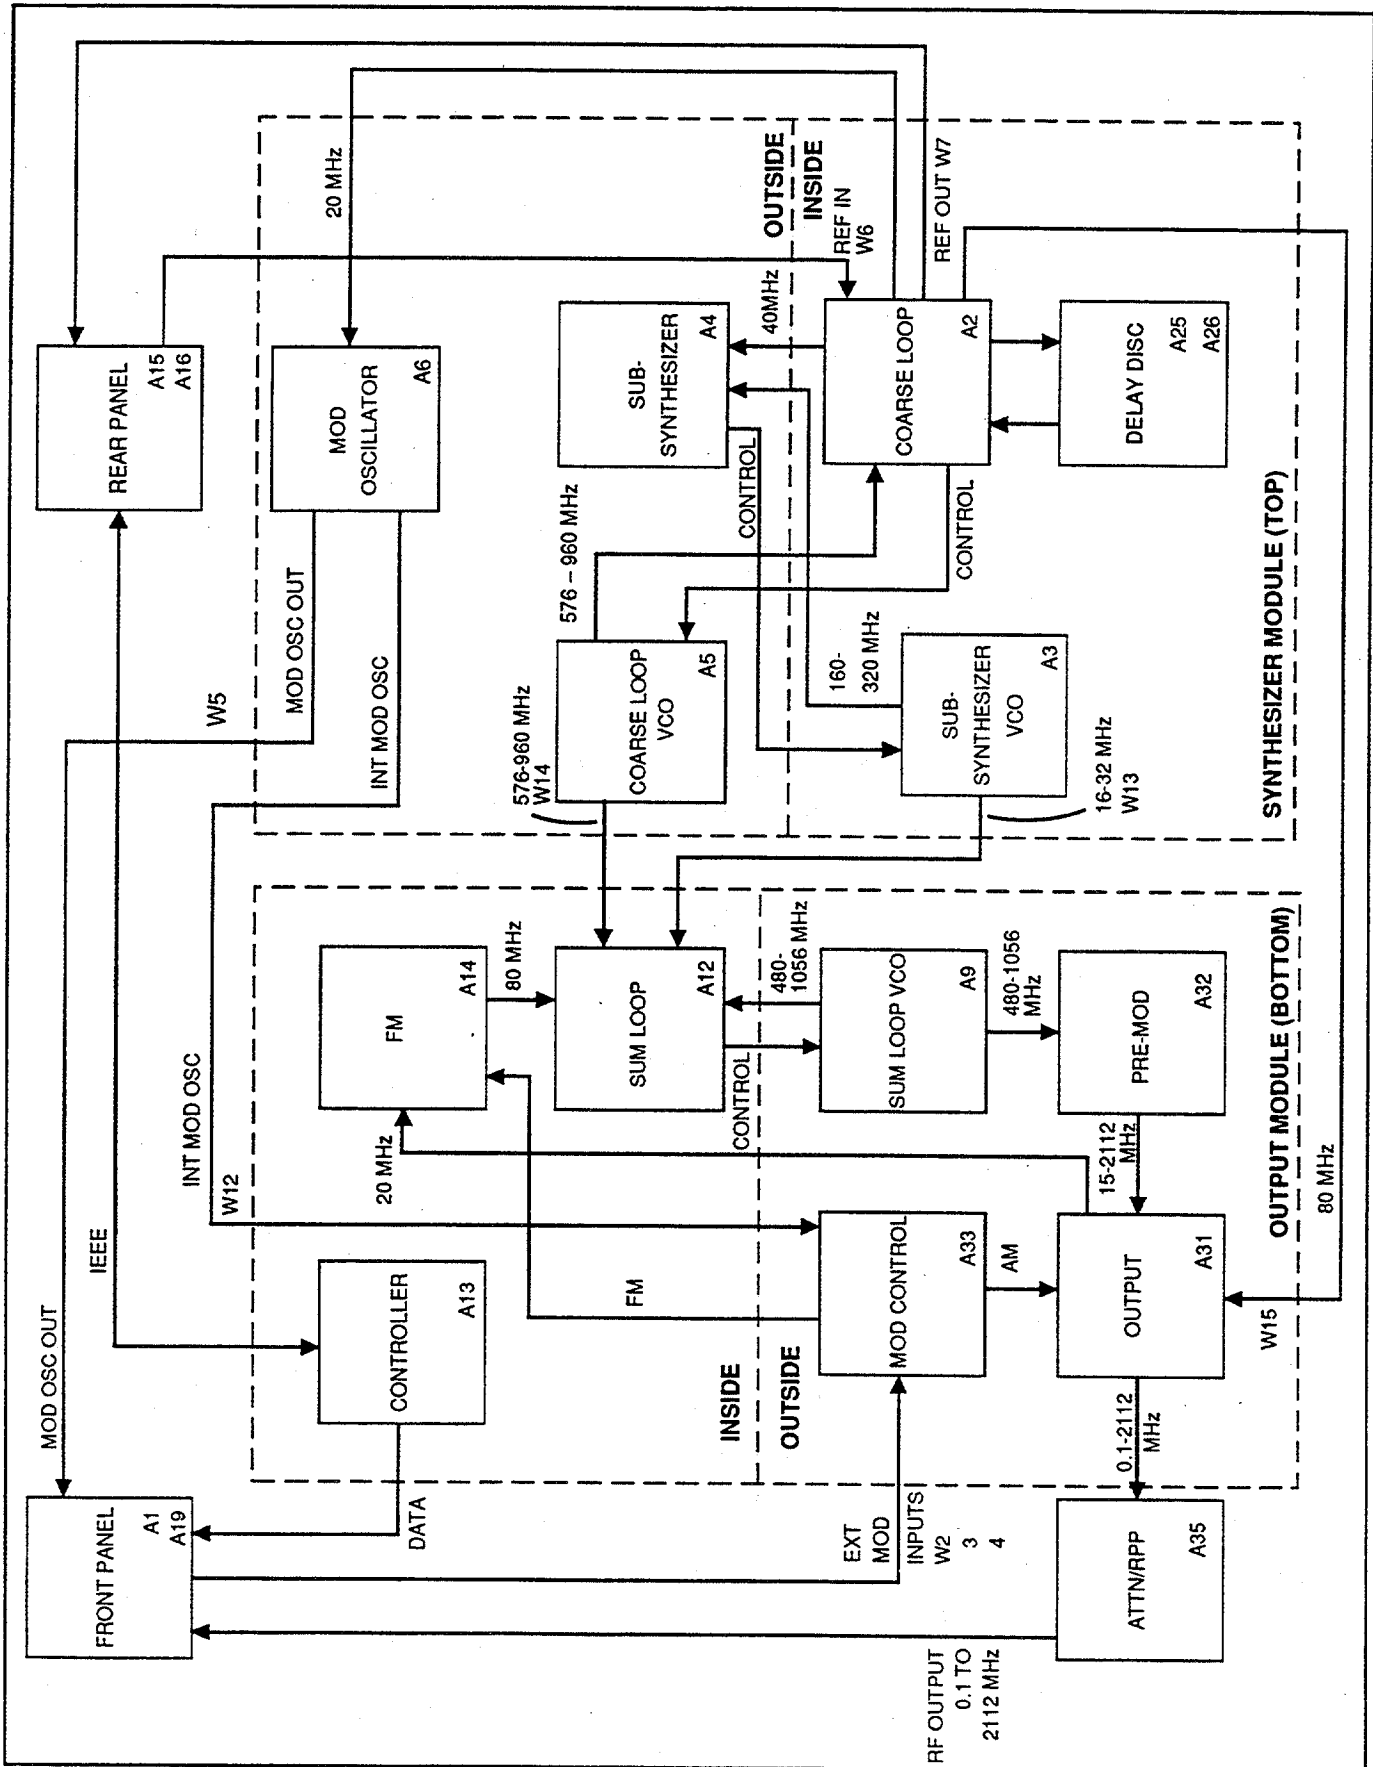 FRONT PANEL
A1
A19
MOD OSC OUT
IEEE
REAR PANEL
A15
A16
DATA
CONTROLLER
A13
INT MOD OSC
W12
W5
MOD OSC OUT
INT MOD OSC
MOD
OSCILLATOR
A6
20 MHz
20 MHz
FM
A14
80 MHz
FM
576-960 MHz
W14
576 – 960 MHz
SUM LOOP
A12
COARSE LOOP
VCO
A5
SUB-
SYNTHESIZER
A4
CONTROL
CONTROL
480-
1056 MHz
40MHz
INSIDE
OUTSIDE
OUTSIDE
INSIDE
REF IN
W6
EXT
MOD
INPUTS
W2
3
4
MOD CONTROL
A33
AM
SUM LOOP VCO
A9
480-1056
MHz
160-
320 MHz
SUB-
SYNTHESIZER
VCO
A3
16-32 MHz
W13
CONTROL
COARSE LOOP
A2
REF OUT W7
RF OUTPUT
0.1 TO
2112 MHz
ATTN/RPP
A35
0.1-2112
MHz
OUTPUT
A31
15-2112
MHz
PRE-MOD
A32
DELAY DISC
A25
A26
W15
OUTPUT MODULE (BOTTOM)
SYNTHESIZER MODULE (TOP)
80 MHz